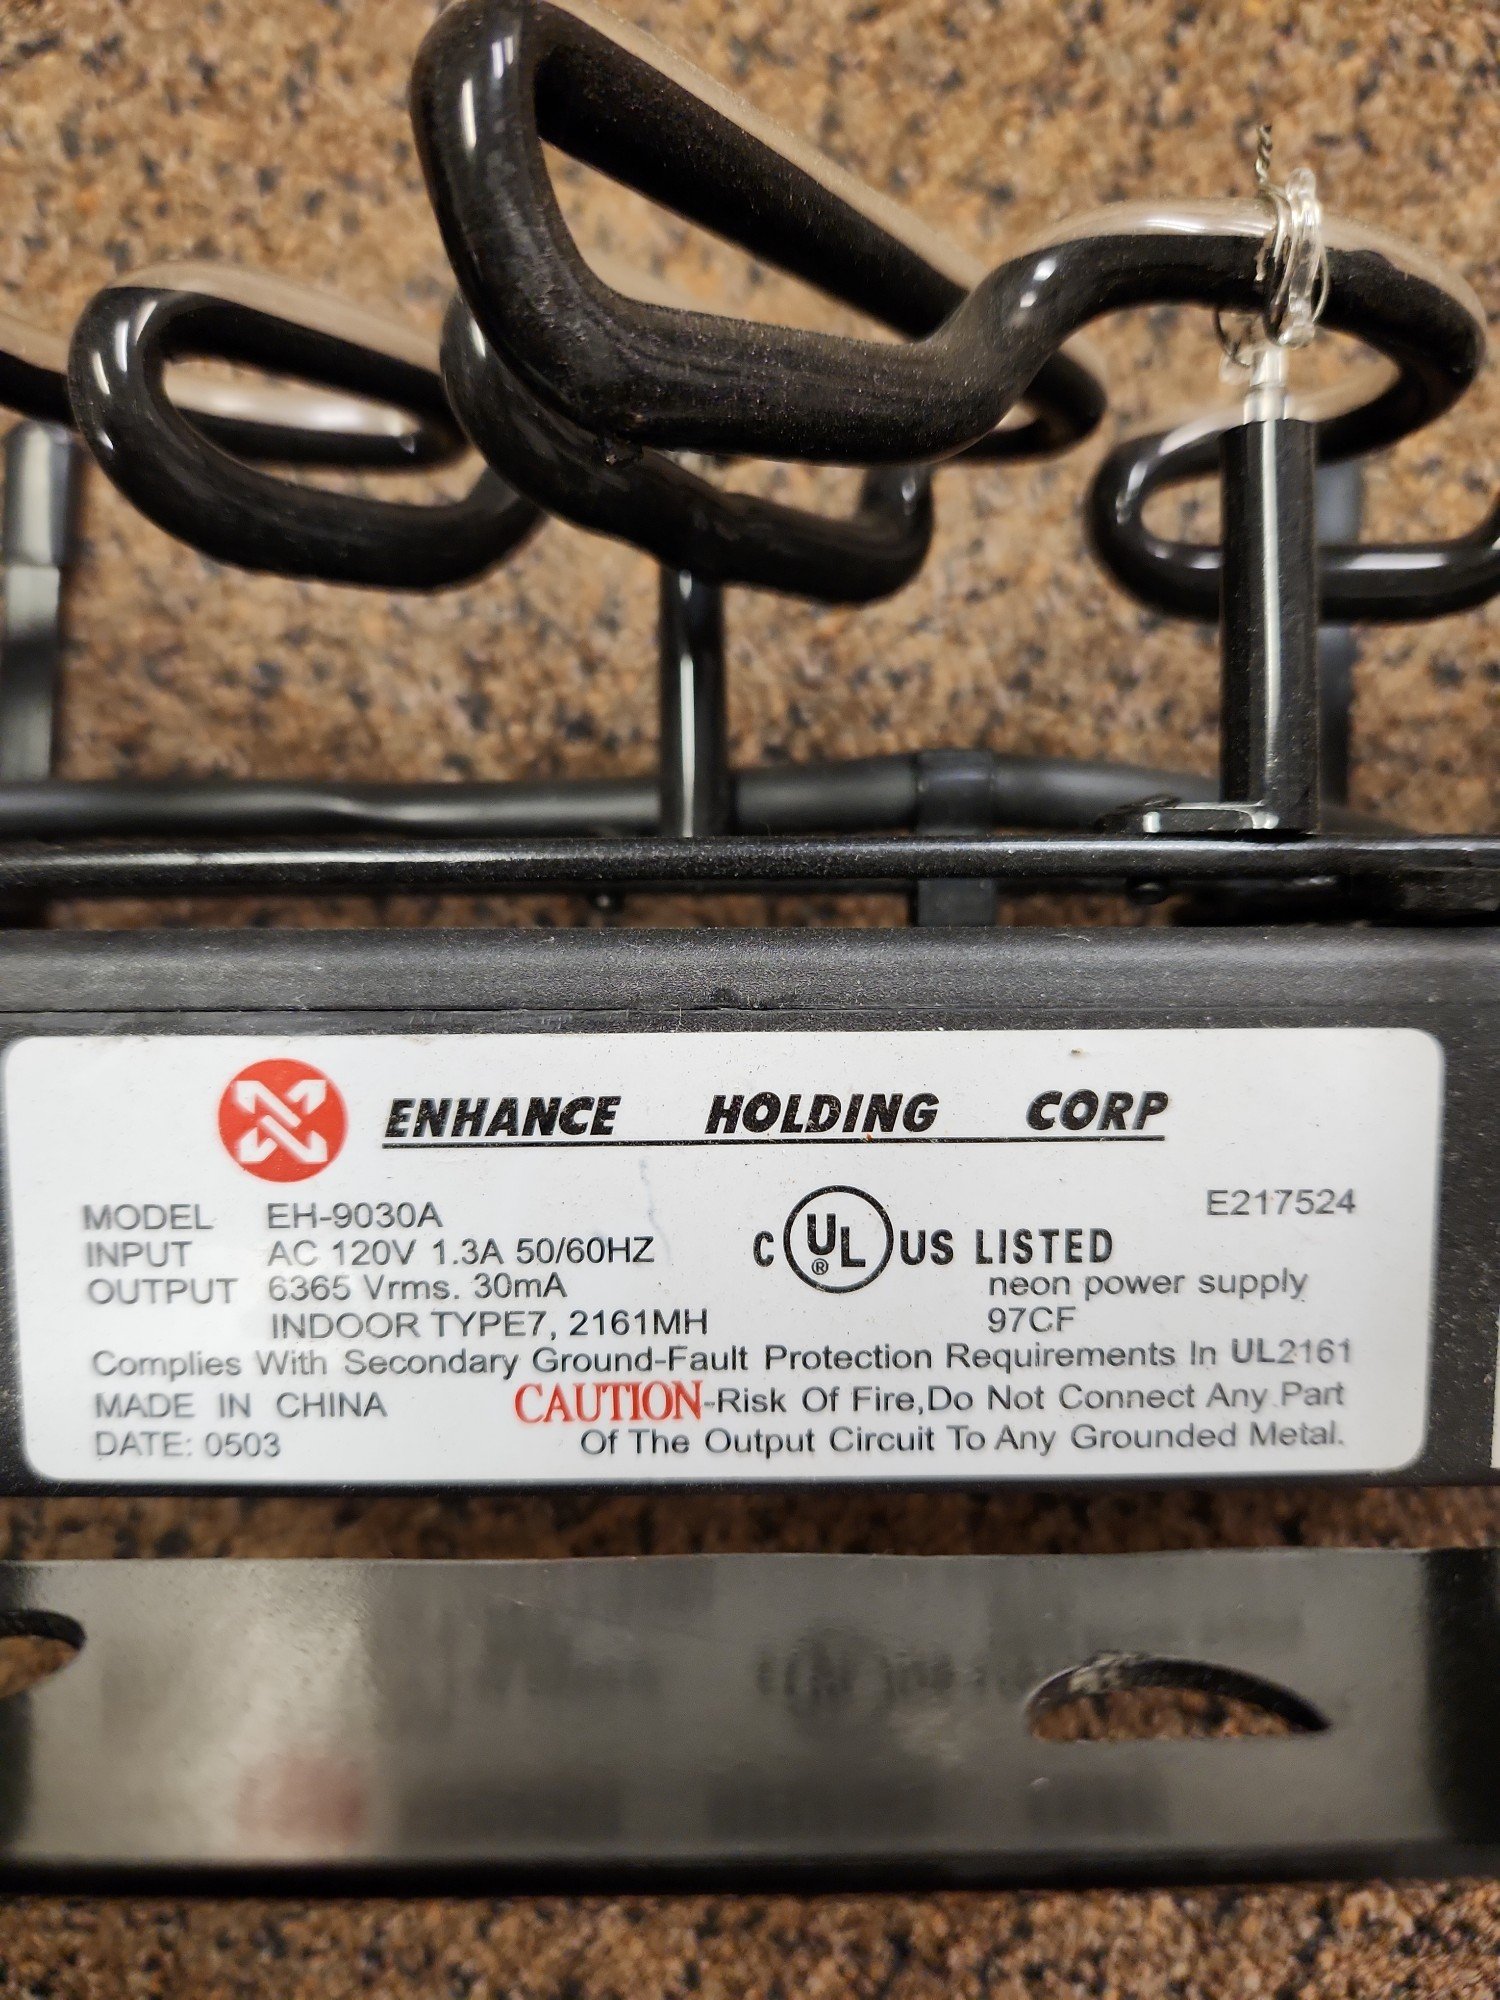 ENHANCE HOLDING CORP
MODEL EH-9030A
E217524
INPUT AC 120V 1.3A 50/60HZ
C UL® US LISTED
OUTPUT 6365 Vrms. 30mA
neon power supply
INDOOR TYPE7, 2161MH
97CF
Complies With Secondary Ground-Fault Protection Requirements In UL2161
MADE IN CHINA
CAUTION-Risk Of Fire,Do Not Connect Any Part
DATE: 0503
Of The Output Circuit To Any Grounded Metal.